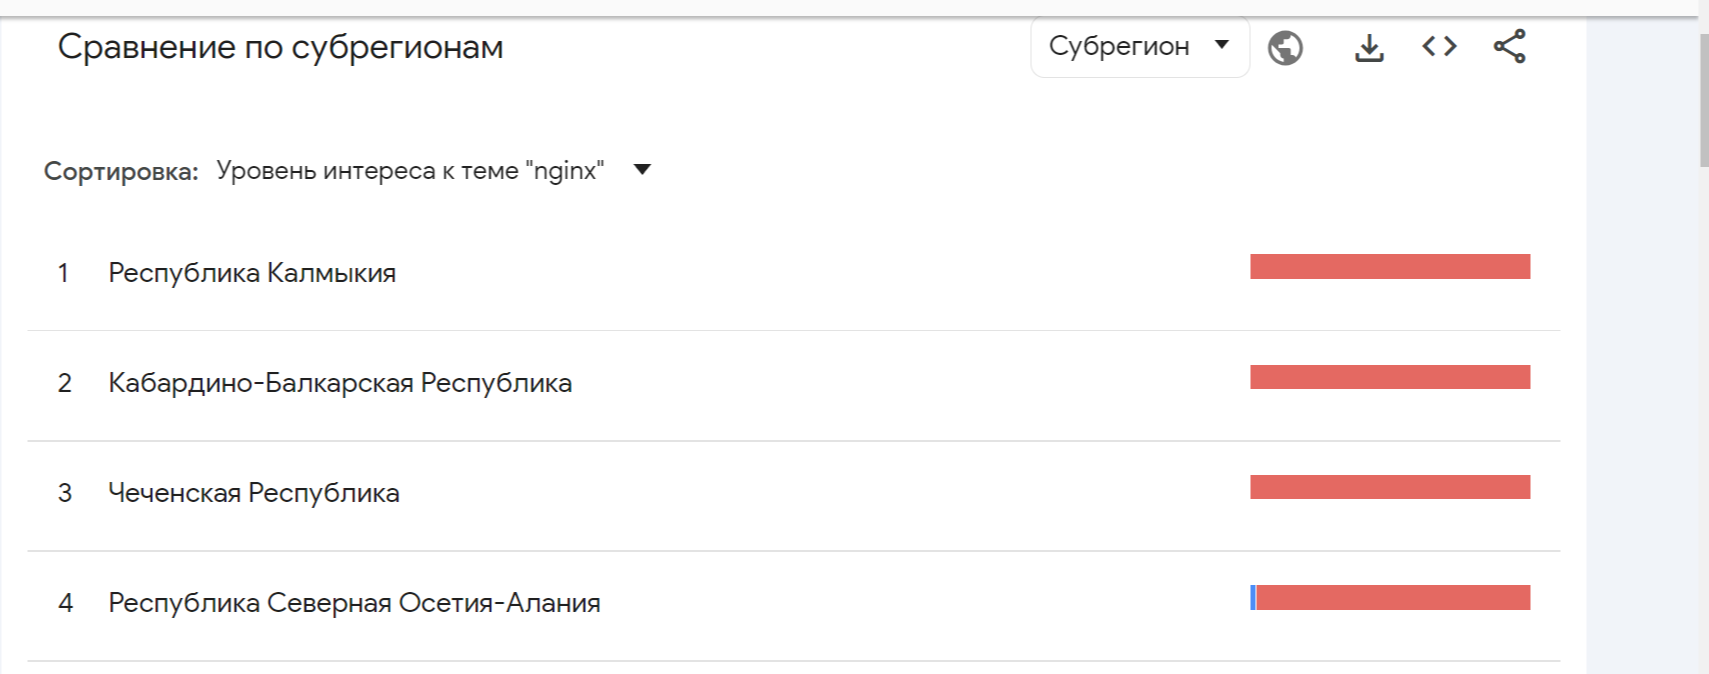 Сравнение по субрегионам
Субрегион
Сортировка: Уровень интереса к теме "nginx"
1 Республика Калмыкия
2 Кабардино-Балкарская Республика
3 Чеченская Республика
4 Республика Северная Осетия-Алания